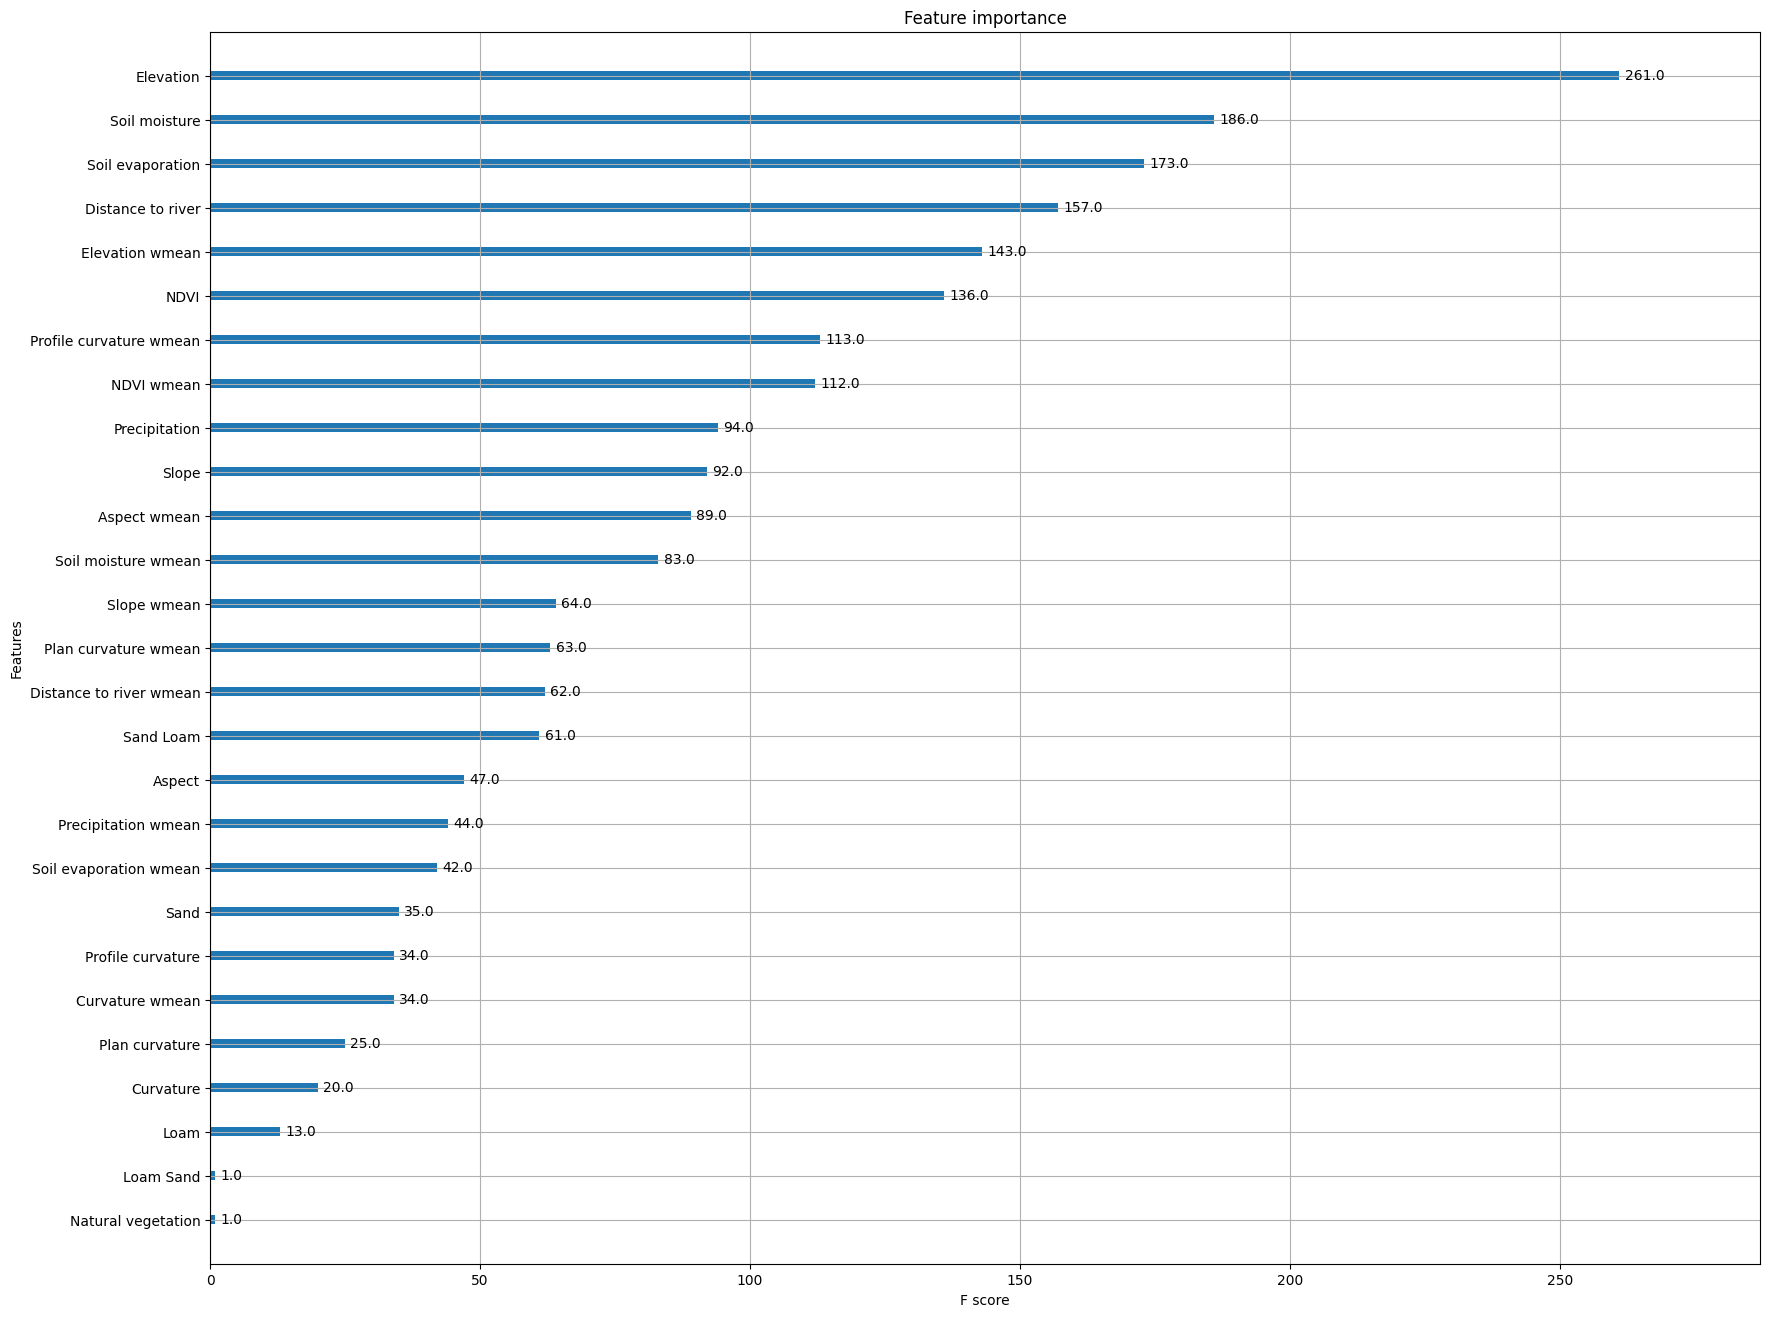 Feature importance
Elevation 261.0
Soil moisture 186.0
Soil evaporation 173.0
Distance to river 157.0
Elevation wmean 143.0
NDVI 136.0
Profile curvature wmean 113.0
NDVI wmean 112.0
Precipitation 94.0
Slope 92.0
Aspect wmean 89.0
Soil moisture wmean 83.0
Slope wmean 64.0
Plan curvature wmean 63.0
Distance to river wmean 62.0
Sand Loam 61.0
Aspect 47.0
Precipitation wmean 44.0
Soil evaporation wmean 42.0
Sand 35.0
Profile curvature 34.0
Curvature wmean 34.0
Plan curvature 25.0
Curvature 20.0
Loam 13.0
Loam Sand 1.0
Natural vegetation 1.0
Features
0 50 100 150 200 250
F score